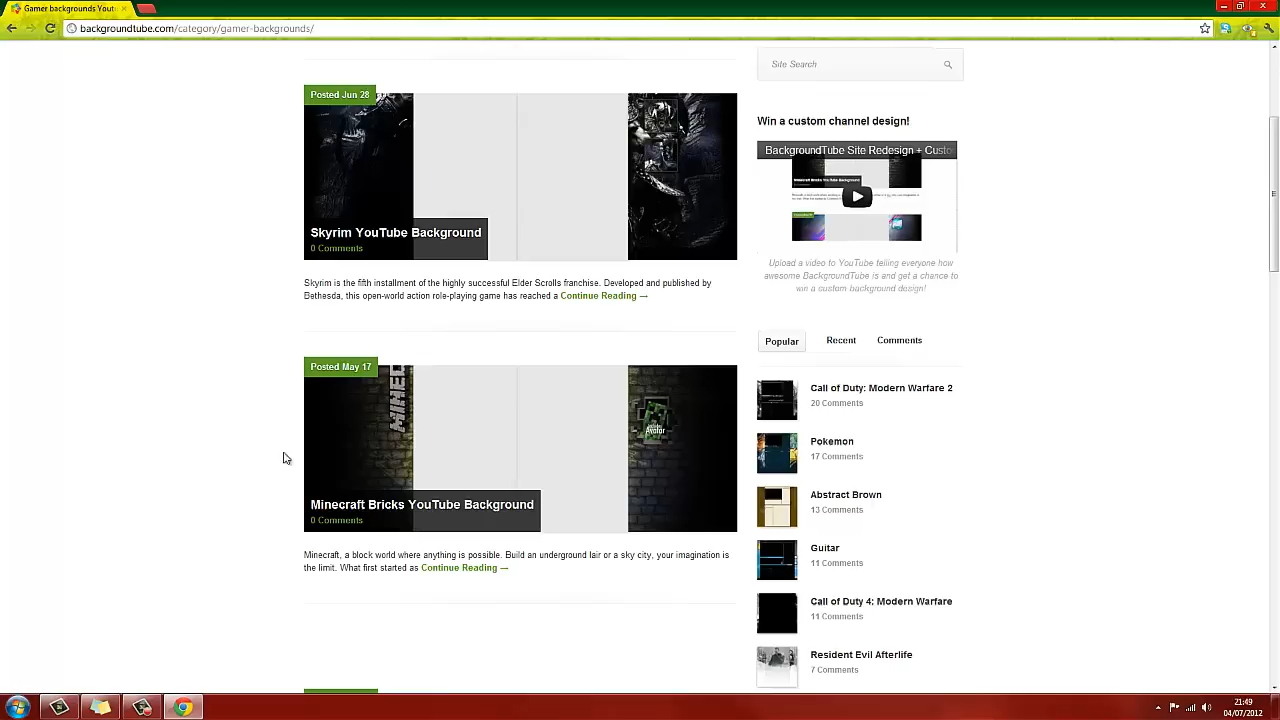 Gamer backgrounds Yout
backgroundtube.com/category/gamer-backgrounds/
Site Search
Posted Jun 28
Skyrim YouTube Background
0 Comments
Skyrim is the fifth installment of the highly successful Elder Scrolls franchise. Developed and published by
Bethesda, this open-world action role-playing game has reached a Continue Reading →
Posted May 17
MINEC
Avatar
Minecraft Bricks YouTube Background
0 Comments
Minecraft, a block world where anything is possible. Build an underground lair or a sky city, your imagination is
the limit. What first started as Continue Reading →
Win a custom channel design!
BackgroundTube Site Redesign + Custo
Minecraft Bricks YouTube Background
Upload a video to YouTube telling everyone how
awesome BackgroundTube is and get a chance to
win a custom background design!
Popular
Recent
Comments
Call of Duty: Modern Warfare 2
20 Comments
Pokemon
17 Comments
Abstract Brown
13 Comments
Guitar
11 Comments
Call of Duty 4: Modern Warfare
11 Comments
Resident Evil Afterlife
7 Comments
21:49
04/07/2012